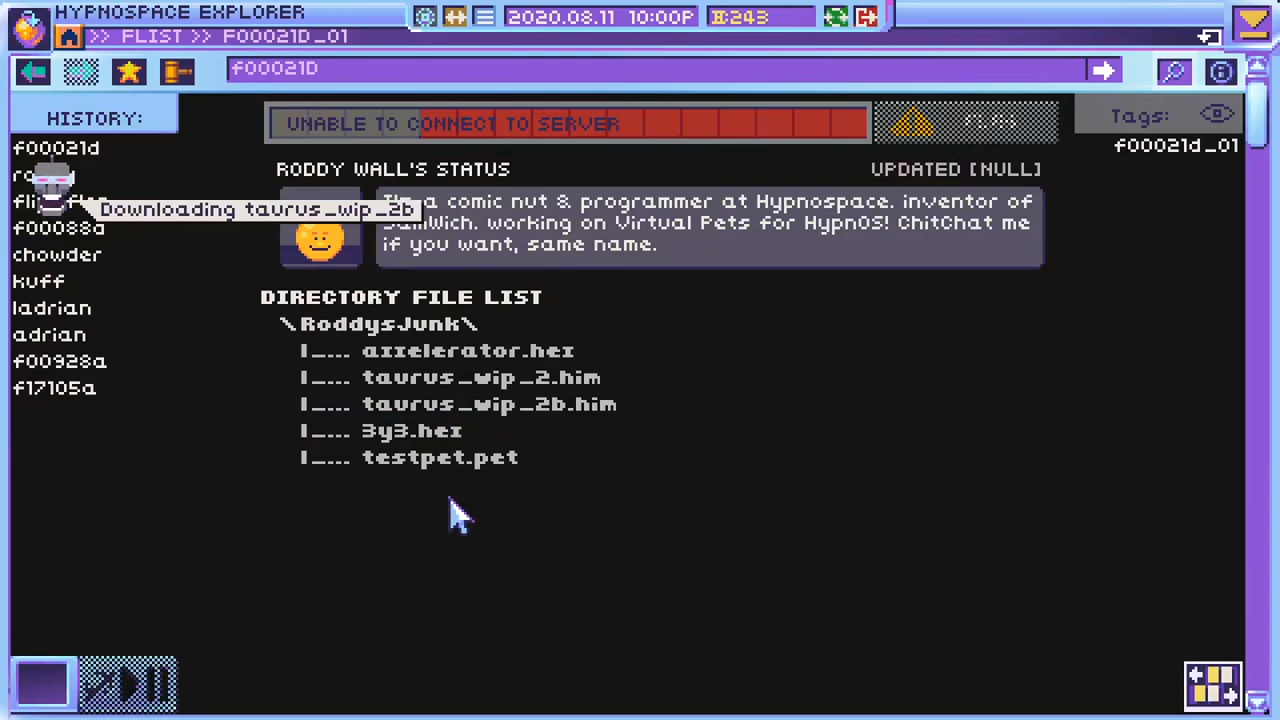 HYPNOSPACE EXPLORER
2020.08.11 10:00P
243
>> FLIST >> F00021D_01
f00021D
HISTORY:
f00021d
f00088a
chowder
kuff
ladrian
adrian
f00928a
f17105a
Downloading taurus_wip_2b
UNABLE TO CONNECT TO SERVER
Tags:
f00021d_01
RODDY WALL'S STATUS
UPDATED [NULL]
a comic nut & programmer at Hypnospace. inventor of
working on Virtual Pets for HypnOS! ChitChat me
if you want, same name.
DIRECTORY FILE LIST
\RoddysJunk\
|_... axxelerator.hex
|_... taurus_wip_2.him
|_... taurus_wip_2b.him
|_... 3y3.hex
|_... testpet.pet